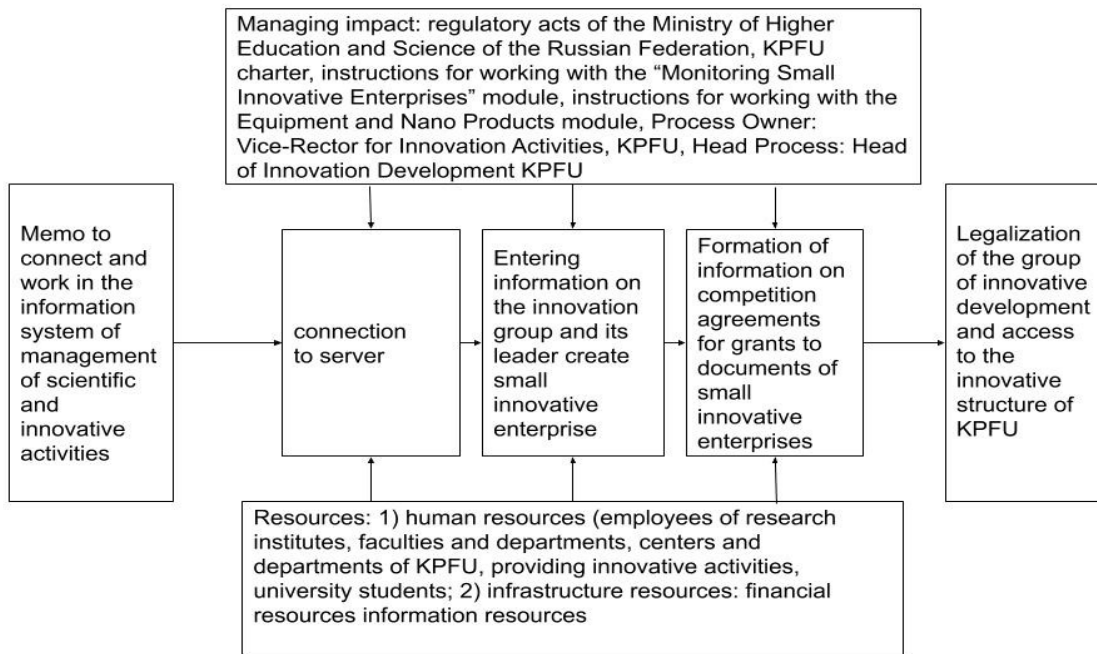 Managing impact: regulatory acts of the Ministry of Higher
Education and Science of the Russian Federation, KPFU
charter, instructions for working with the “Monitoring Small
Innovative Enterprises” module, instructions for working with the
Equipment and Nano Products module, Process Owner:
Vice-Rector for Innovation Activities, KPFU, Head Process: Head
of Innovation Development KPFU
Memo to
connect and
work in the
information
system of
management
of scientific
and
innovative
activities
connection
to server
Entering
information on
the innovation
group and its
leader create
small
innovative
enterprise
Formation of
information on
competition
agreements
for grants to
documents of
small
innovative
enterprises
Legalization
of the group
of innovative
development
and access
to the
innovative
structure of
KPFU
Resources: 1) human resources (employees of research
institutes, faculties and departments, centers and
departments of KPFU, providing innovative activities,
university students; 2) infrastructure resources: financial
resources information resources